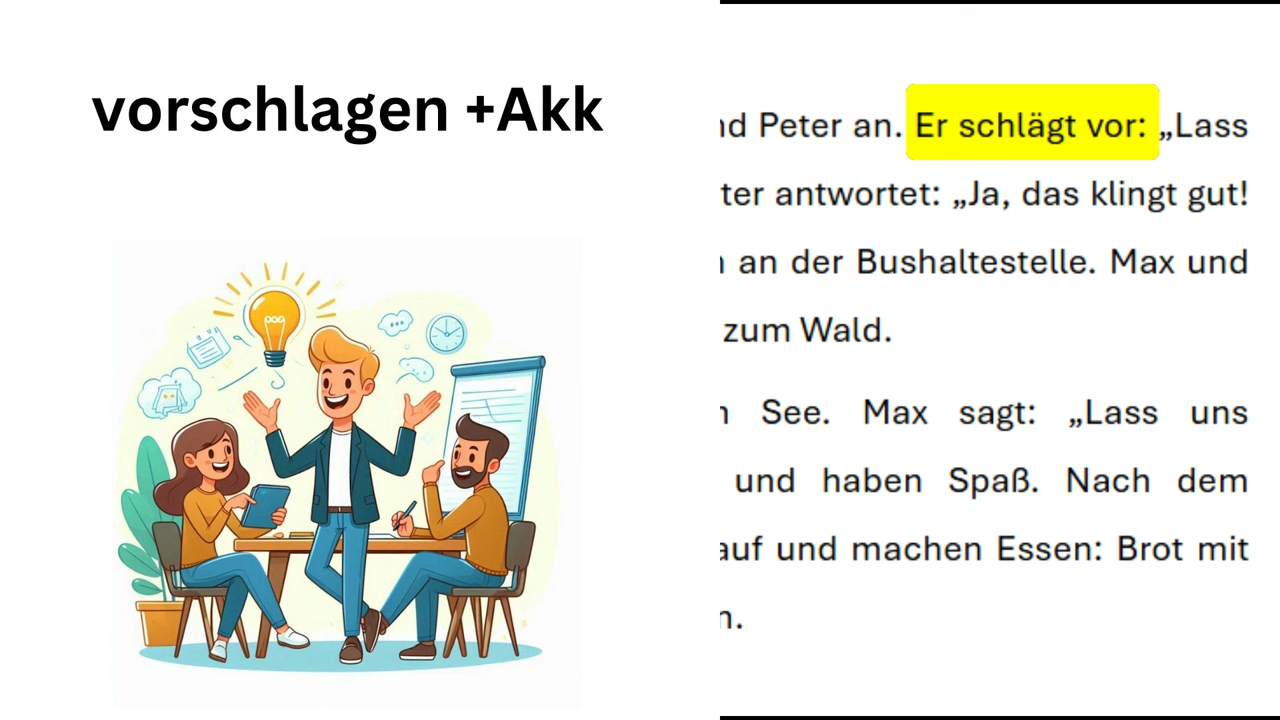 vorschlagen +Akk
Peter an. Er schlägt vor: „Lass
antwortet: „Ja, das klingt gut!
an der Bushaltestelle. Max und
zum Wald.
See. Max sagt: „Lass uns
und haben Spaß. Nach dem
auf und machen Essen: Brot mit